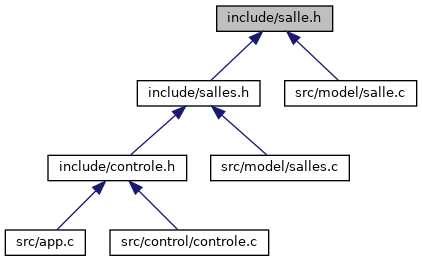 include/salle.h
include/salles.h
src/model/salle.c
include/controle.h
src/model/salles.c
src/app.c
src/control/controle.c